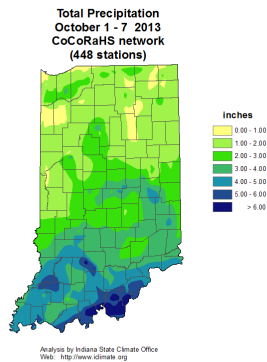 Total Precipitation
October 1 - 7 2013
CoCoRaHS network
(448 stations)
inches
0.00 - 1.00
1.00 - 2.00
2.00 - 3.00
3.00 - 4.00
4.00 - 5.00
5.00 - 6.00
> 6.00
Analysis by Indiana State Climate Office
Web: http://www.iclimate.org